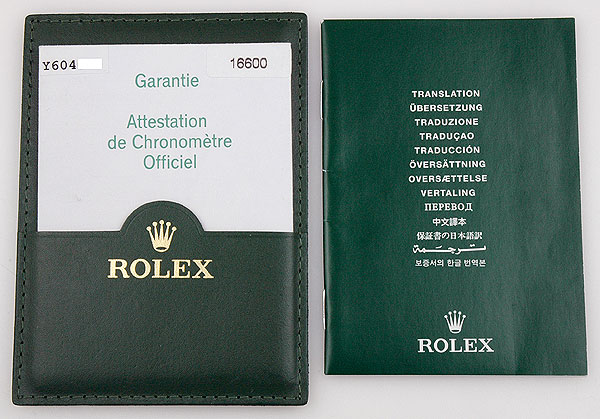 Y604
16600
Garantie
Attestation
de Chronomètre
Officiel
ROLEX
TRANSLATION
ÜBERSETZUNG
TRADUZIONE
TRADUÇAO
TRADUCCIÓN
ÖVERSÄTTNING
OVERSÆTTELSE
VERTALING
ПЕРЕВОД
中文譯本
保証書の日本語訳
ترجمة
보증서의 한글 번역본
ROLEX